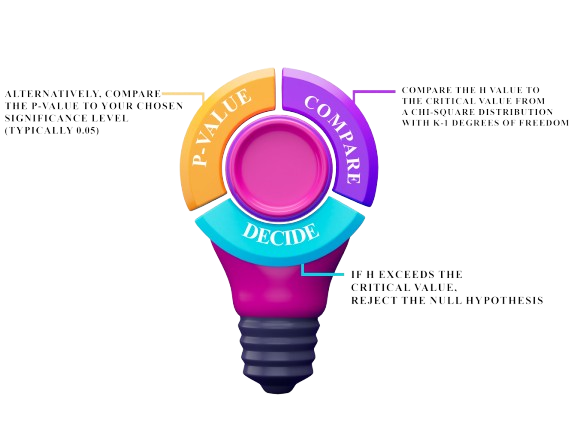 ALTERNATIVELY, COMPARE
THE P-VALUE TO YOUR CHOSEN
SIGNIFICANCE LEVEL
(TYPICALLY 0.05)
P-VALUE
COMPARE
COMPARE THE H VALUE TO
THE CRITICAL VALUE FROM
A CHI-SQUARE DISTRIBUTION
WITH K-1 DEGREES OF FREEDOM
DECIDE
IF H EXCEEDS THE
CRITICAL VALUE,
REJECT THE NULL HYPOTHESIS